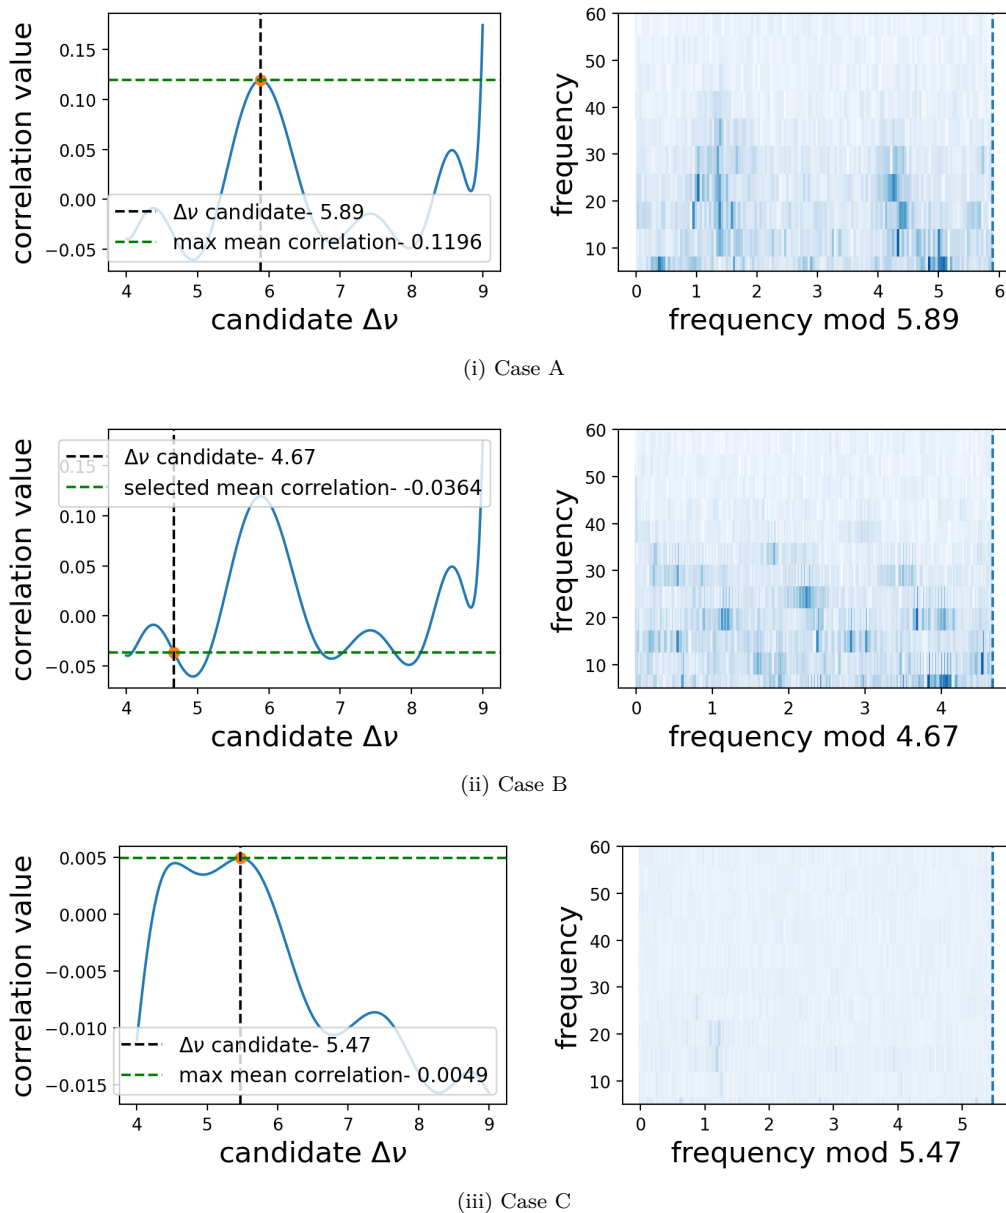 correlation value
0.15
0.10
0.05
0.00
−0.05
Δν candidate- 5.89
max mean correlation- 0.1196
4 5 6 7 8 9
candidate Δν
frequency
60
50
40
30
20
10
0 1 2 3 4 5 6
frequency mod 5.89
(i) Case A
correlation value
0.15
0.10
0.05
0.00
−0.05
Δν candidate- 4.67
selected mean correlation- -0.0364
4 5 6 7 8 9
candidate Δν
frequency
60
50
40
30
20
10
0 1 2 3 4
frequency mod 4.67
(ii) Case B
correlation value
0.005
0.000
−0.005
−0.010
−0.015
Δν candidate- 5.47
max mean correlation- 0.0049
4 5 6 7 8 9
candidate Δν
frequency
60
50
40
30
20
10
0 1 2 3 4 5
frequency mod 5.47
(iii) Case C